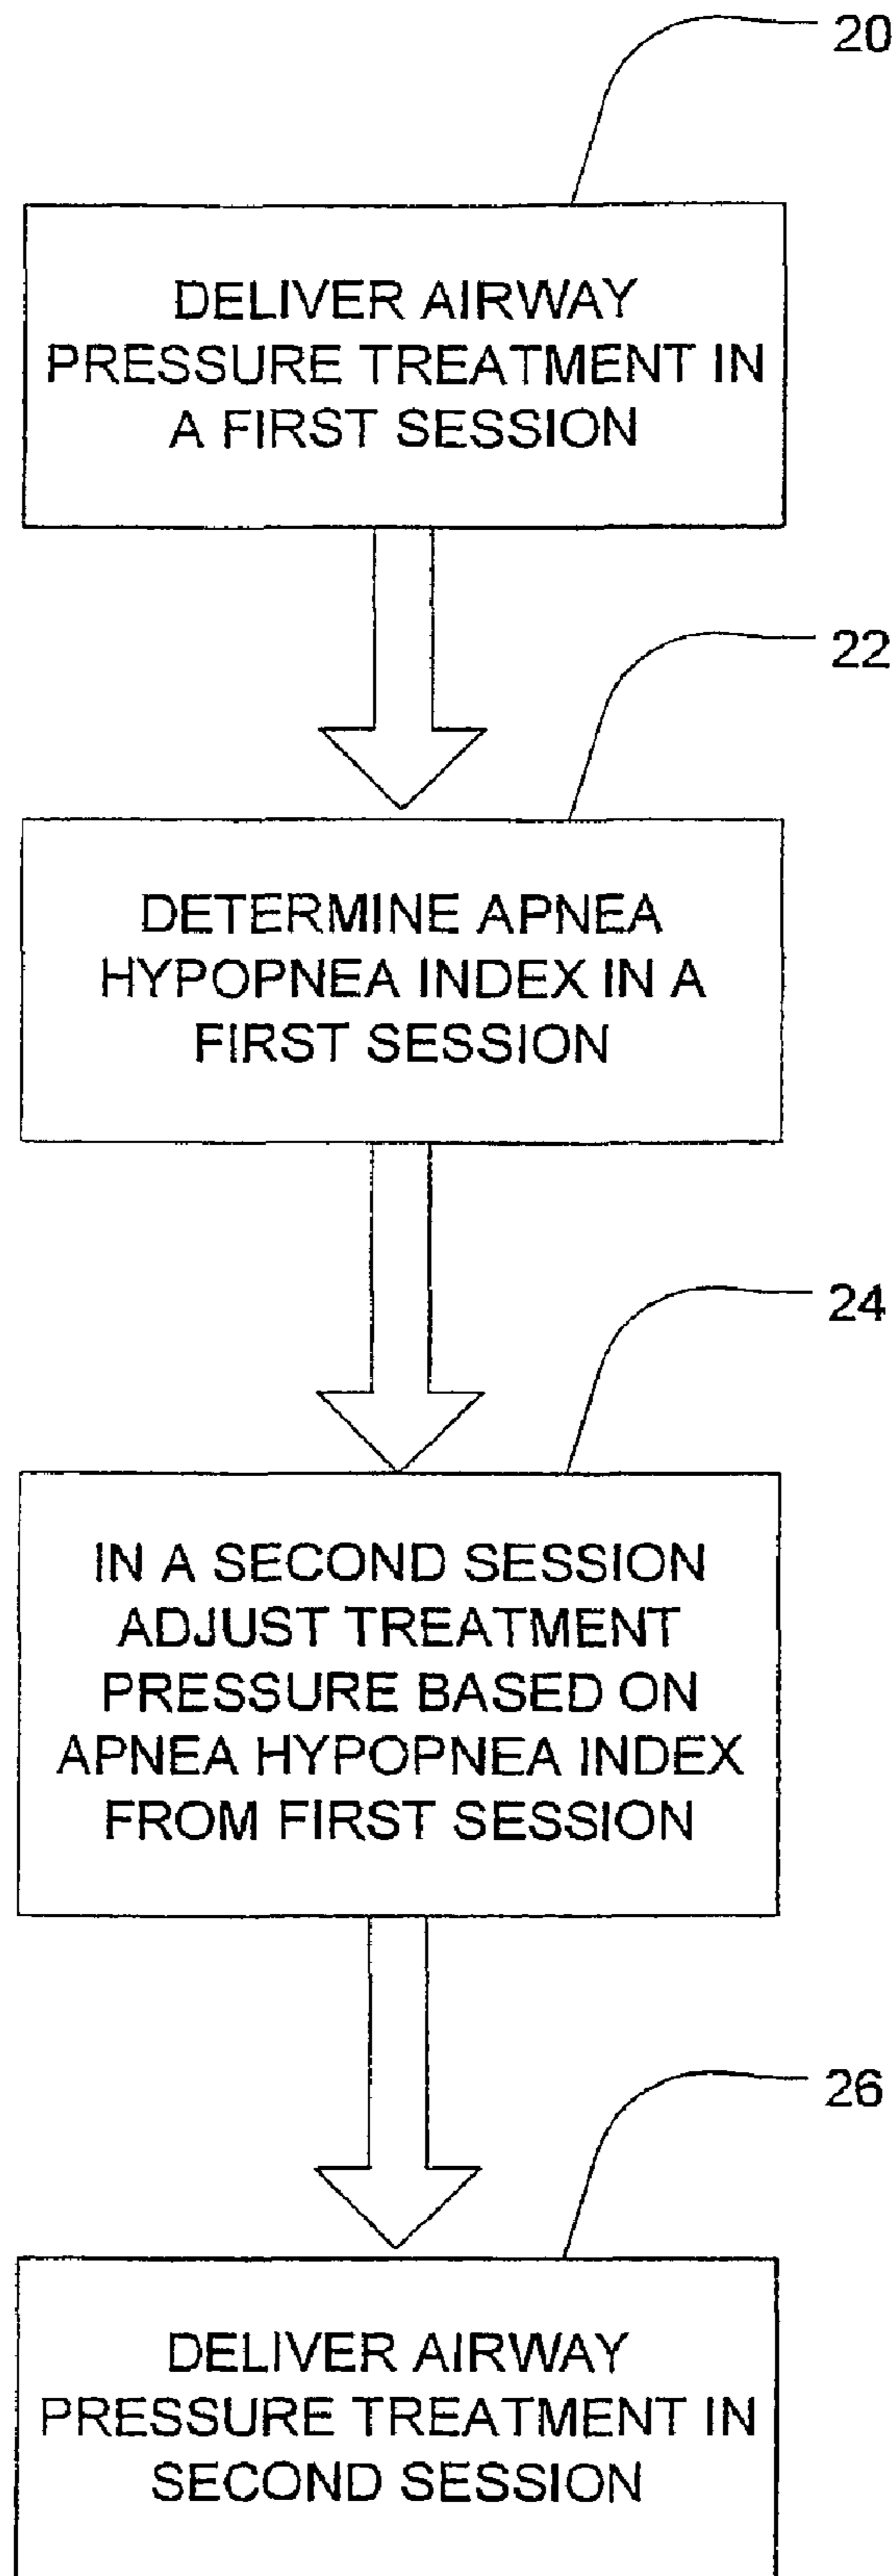 20
DELIVER AIRWAY
PRESSURE TREATMENT IN
A FIRST SESSION
22
DETERMINE APNEA
HYPOPNEA INDEX IN A
FIRST SESSION
24
IN A SECOND SESSION
ADJUST TREATMENT
PRESSURE BASED ON
APNEA HYPOPNEA INDEX
FROM FIRST SESSION
26
DELIVER AIRWAY
PRESSURE TREATMENT IN
SECOND SESSION